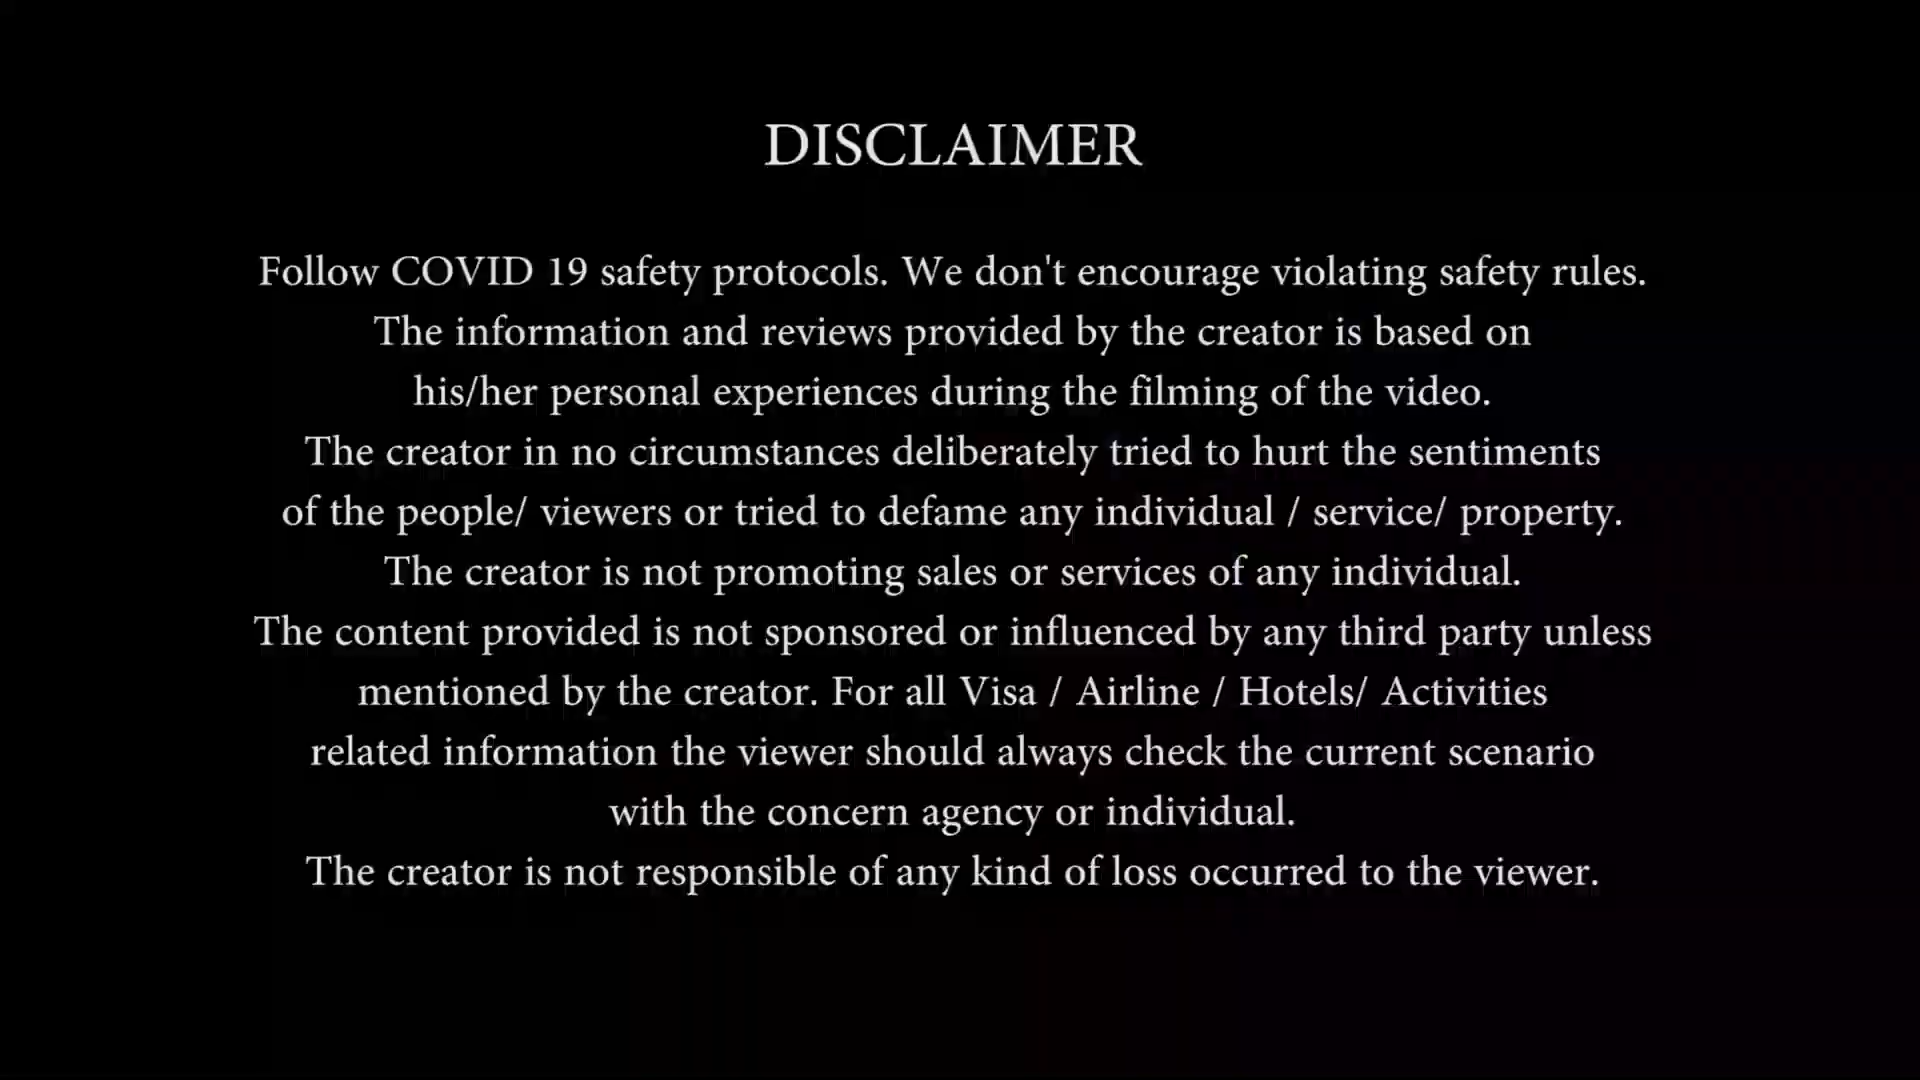 DISCLAIMER
Follow COVID 19 safety protocols. We don't encourage violating safety rules.
The information and reviews provided by the creator is based on
his/her personal experiences during the filming of the video.
The creator in no circumstances deliberately tried to hurt the sentiments
of the people/ viewers or tried to defame any individual / service/ property.
The creator is not promoting sales or services of any individual.
The content provided is not sponsored or influenced by any third party unless
mentioned by the creator. For all Visa / Airline / Hotels/ Activities
related information the viewer should always check the current scenario
with the concern agency or individual.
The creator is not responsible of any kind of loss occurred to the viewer.